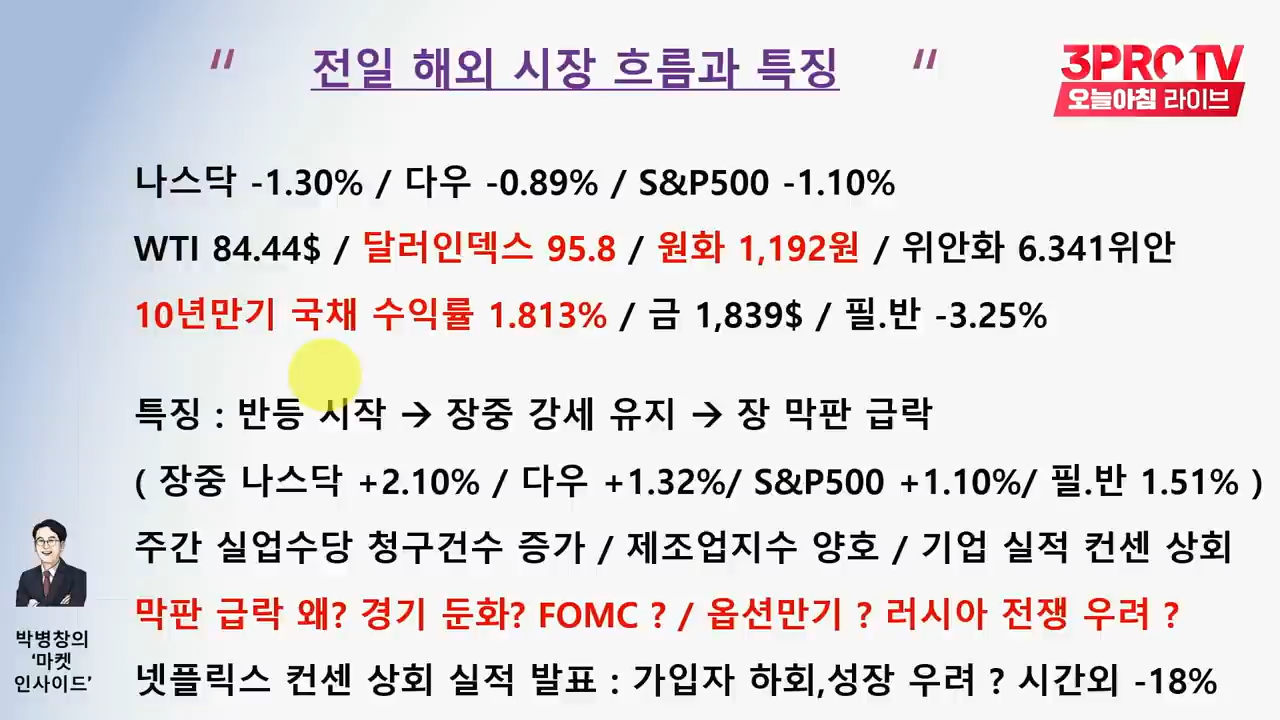 " 전일 해외 시장 흐름과 특징 "
3PRO TV
오늘아침 라이브
나스닥 -1.30% / 다우 -0.89% / S&P500 -1.10%
WTI 84.44$ / 달러인덱스 95.8 / 원화 1,192원 / 위안화 6.341위안
10년만기 국채 수익률 1.813% / 금 1,839$ / 필.반 -3.25%
특징 : 반등 시작 → 장중 강세 유지 → 장 막판 급락
( 장중 나스닥 +2.10% / 다우 +1.32%/ S&P500 +1.10%/ 필.반 1.51% )
주간 실업수당 청구건수 증가 / 제조업지수 양호 / 기업 실적 컨센 상회
막판 급락 왜? 경기 둔화? FOMC ? / 옵션만기 ? 러시아 전쟁 우려 ?
넷플릭스 컨센 상회 실적 발표 : 가입자 하회,성장 우려 ? 시간외 -18%
박병창의
‘마켓
인사이드’